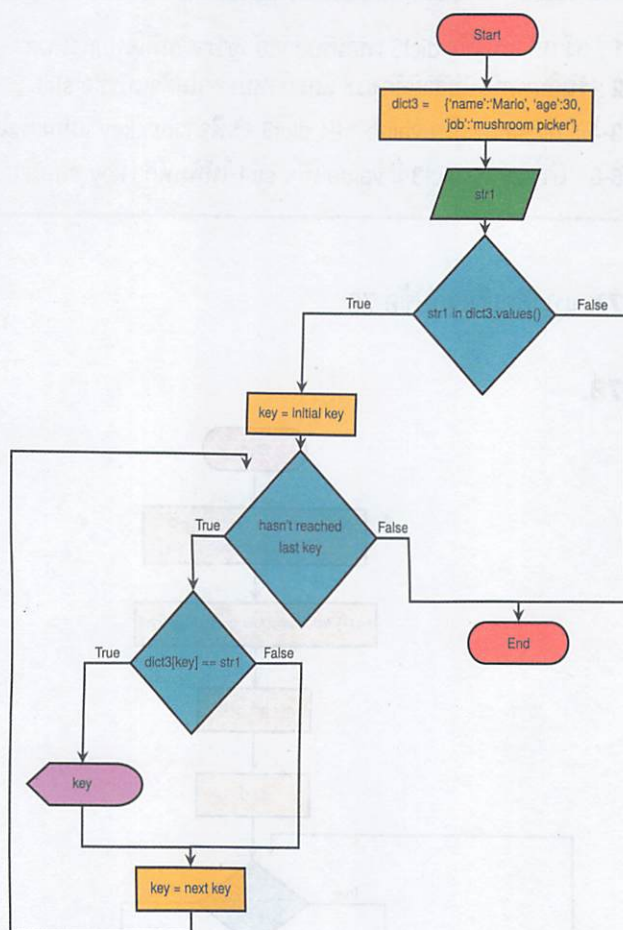 Start
dict3 = {'name':'Mario', 'age':30,
'job':'mushroom picker'}
str1
True
str1 in dict3.values()
False
key = initial key
True
hasn't reached
last key
False
True
dict3[key] == str1
False
End
key
key = next key